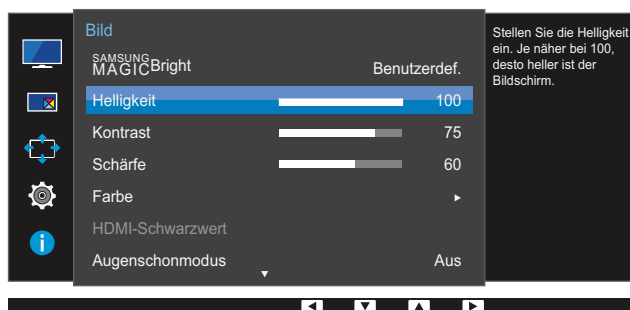 Bild
SAMSUNG MAGICBright Benutzerdef.
Helligkeit 100
Kontrast 75
Schärfe 60
Farbe
HDMI-Schwarzwert
Augenschonmodus Aus
Stellen Sie die Helligkeit
ein. Je näher bei 100,
desto heller ist der
Bildschirm.